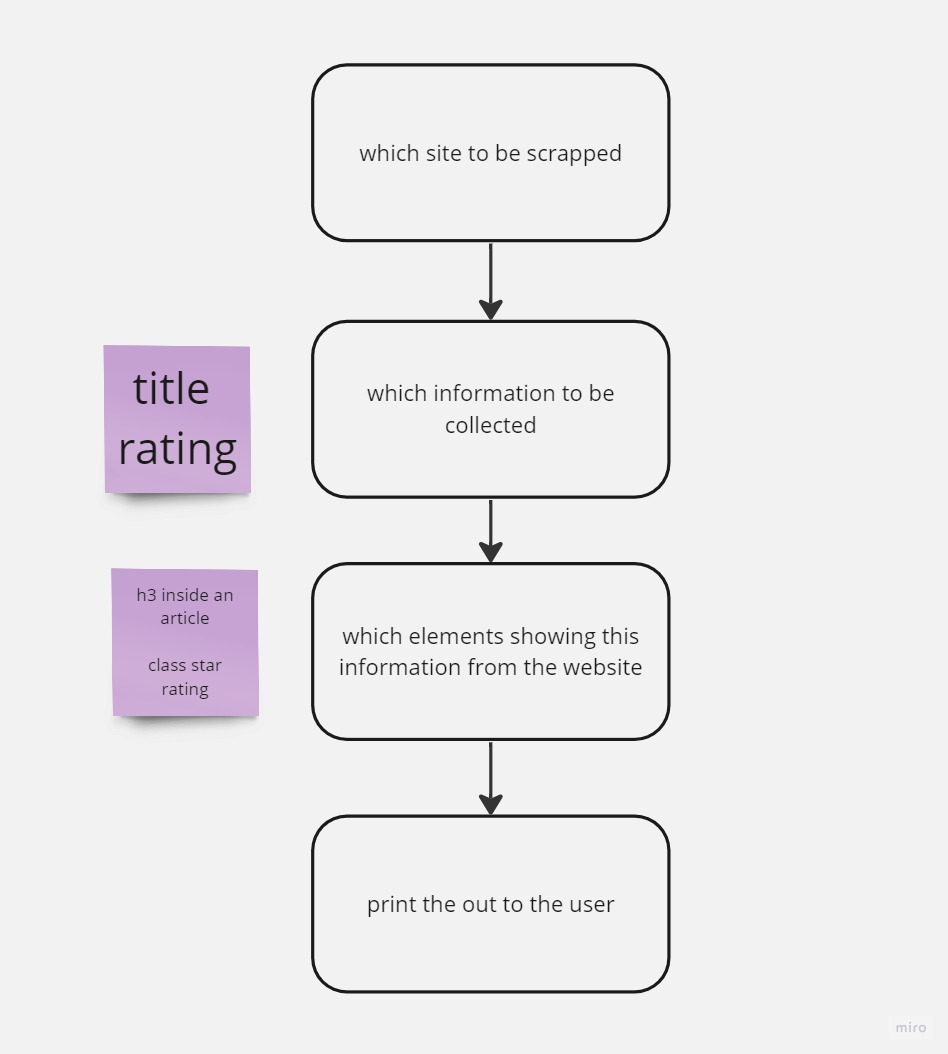 which site to be scrapped
title
rating
which information to be
collected
h3 inside an
article
class star
rating
which elements showing this
information from the website
print the out to the user
miro